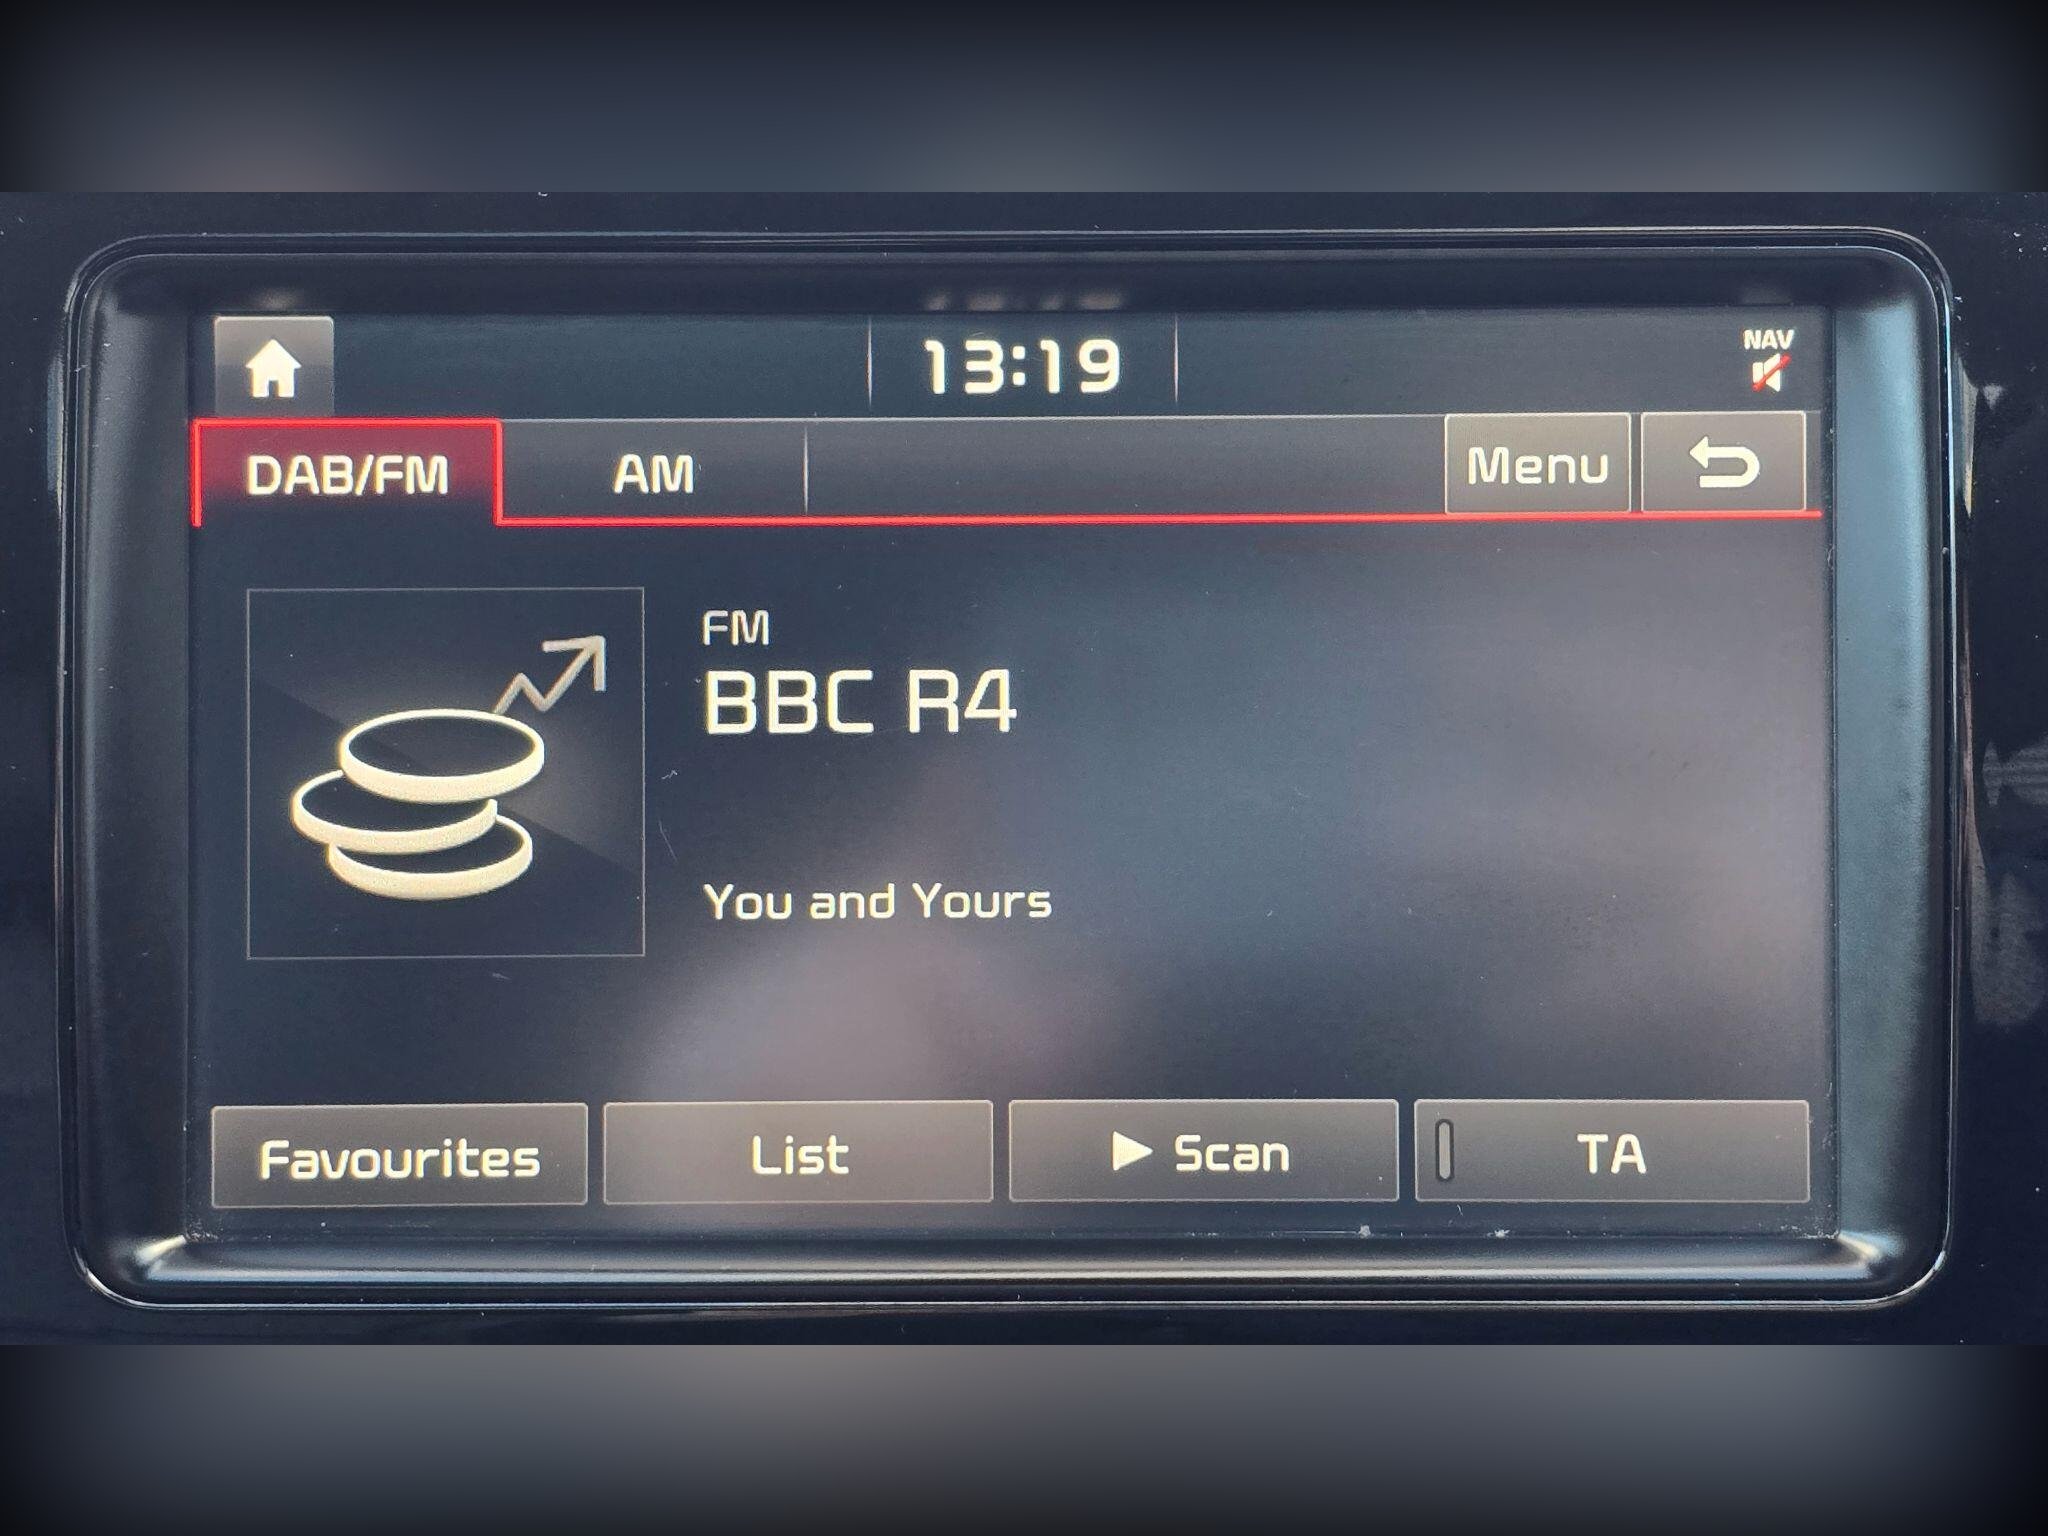 13:19
NAV
DAB/FM
AM
Menu
FM
BBC R4
You and Yours
Favourites
List
Scan
TA